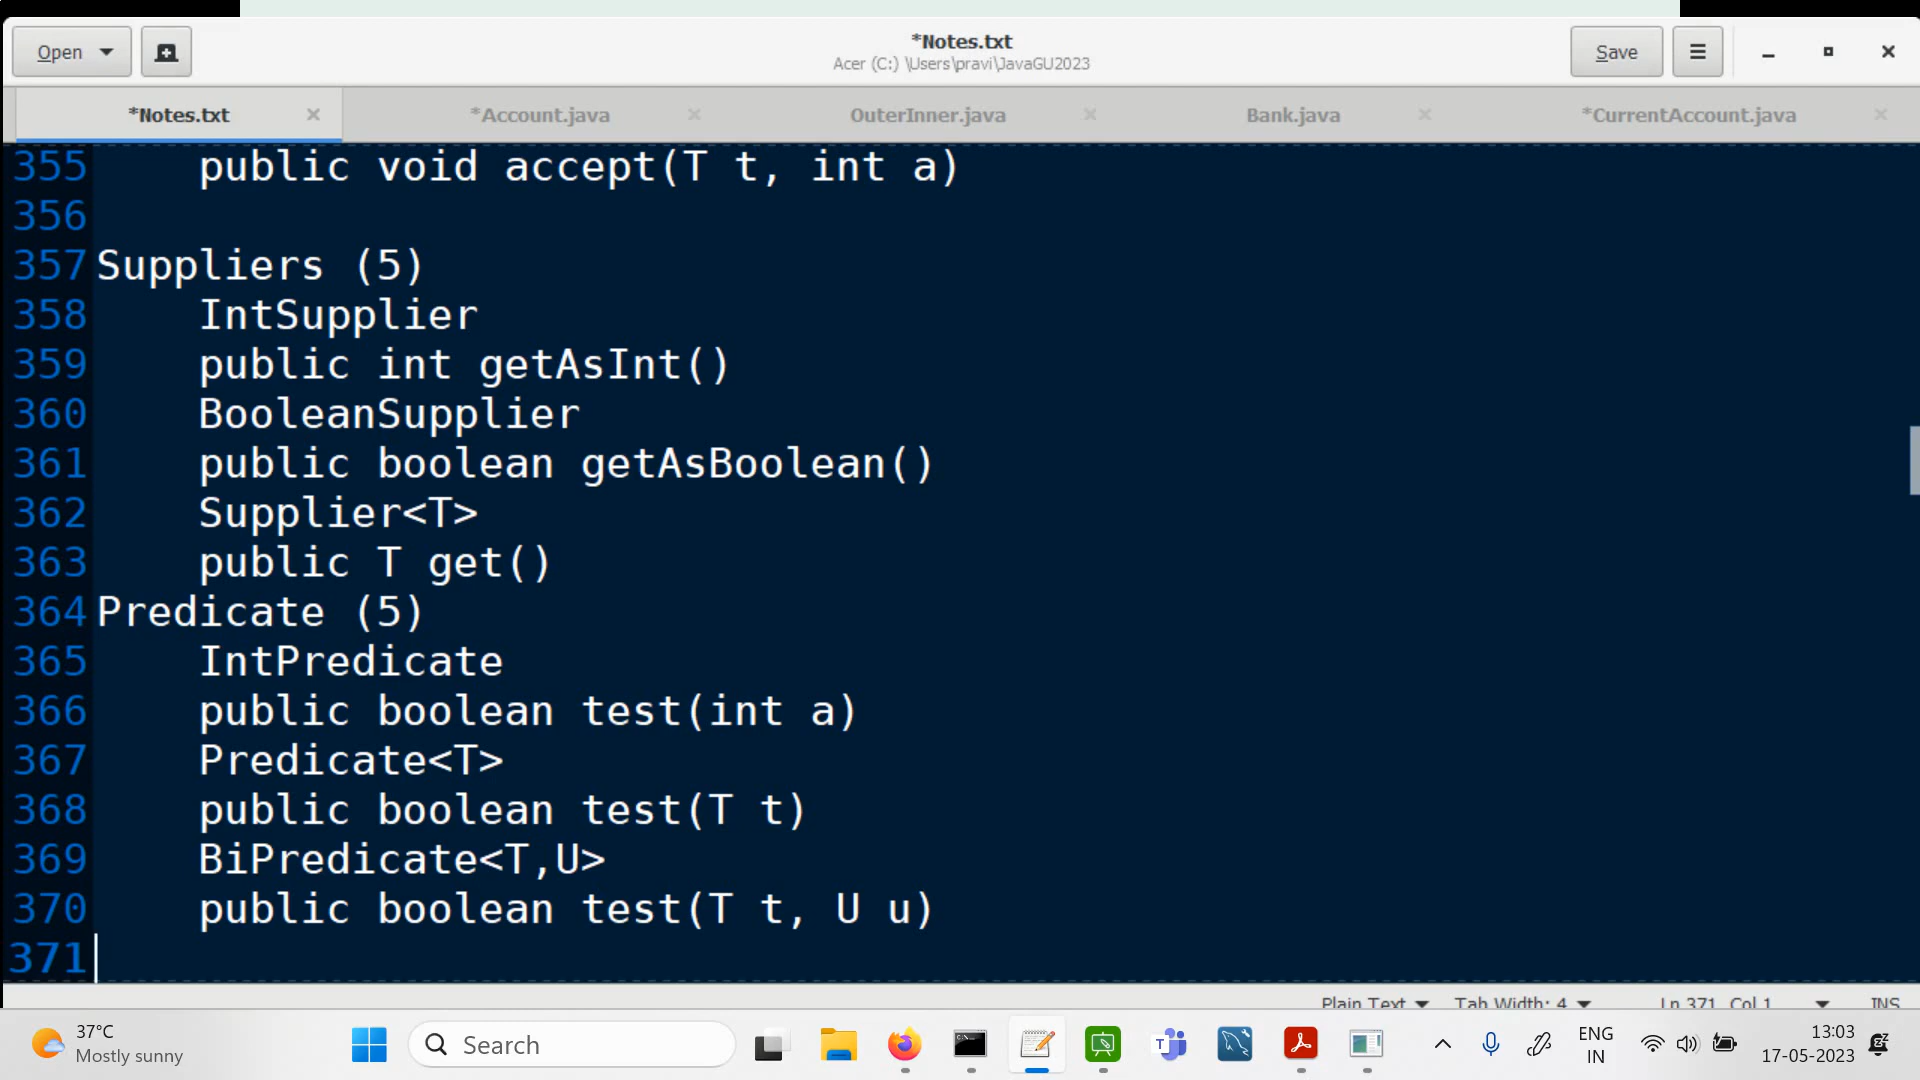 Open
*Notes.txt
Acer (C:) \Users\pravi\JavaGU2023
Save
*Notes.txt
*Account.java
OuterInner.java
Bank.java
*CurrentAccount.java
355 public void accept(T t, int a)
356
357 Suppliers (5)
358 IntSupplier
359 public int getAsInt()
360 BooleanSupplier
361 public boolean getAsBoolean()
362 Supplier<T>
363 public T get()
364 Predicate (5)
365 IntPredicate
366 public boolean test(int a)
367 Predicate<T>
368 public boolean test(T t)
369 BiPredicate<T,U>
370 public boolean test(T t, U u)
371
Plain Text Tab Width: 4 Ln 371, Col 1 INS
37°C
Mostly sunny
Search
ENG
IN
13:03
17-05-2023